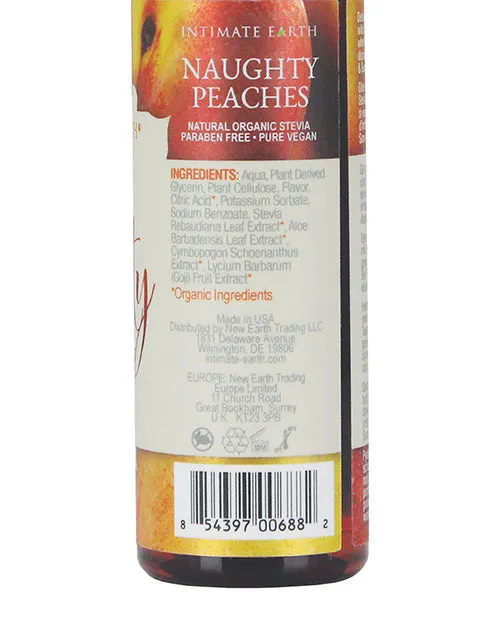 INTIMATE EARTH
NAUGHTY
PEACHES
NATURAL ORGANIC STEVIA
PARABEN FREE • PURE VEGAN
INGREDIENTS: Aqua, Plant Derived
Glycerin, Plant Cellulose, Flavor,
Citric Acid*, Potassium Sorbate,
Sodium Benzoate, Stevia
Rebaudiana Leaf Extract*, Aloe
Barbadensis Leaf Extract*,
Cymbopogon Schoenanthus
Extract*, Lycium Barbarum
(Goji) Fruit Extract*
*Organic Ingredients
Made in USA
Distributed by New Earth Trading LLC
1631 Delaware Avenue
Wilmington, DE 19806
intimate-earth.com
EUROPE: New Earth Trading
Europe Limited
11 Church Road
Great Bookham, Surrey
U.K. KT23 3PB
8 54397 00688 2